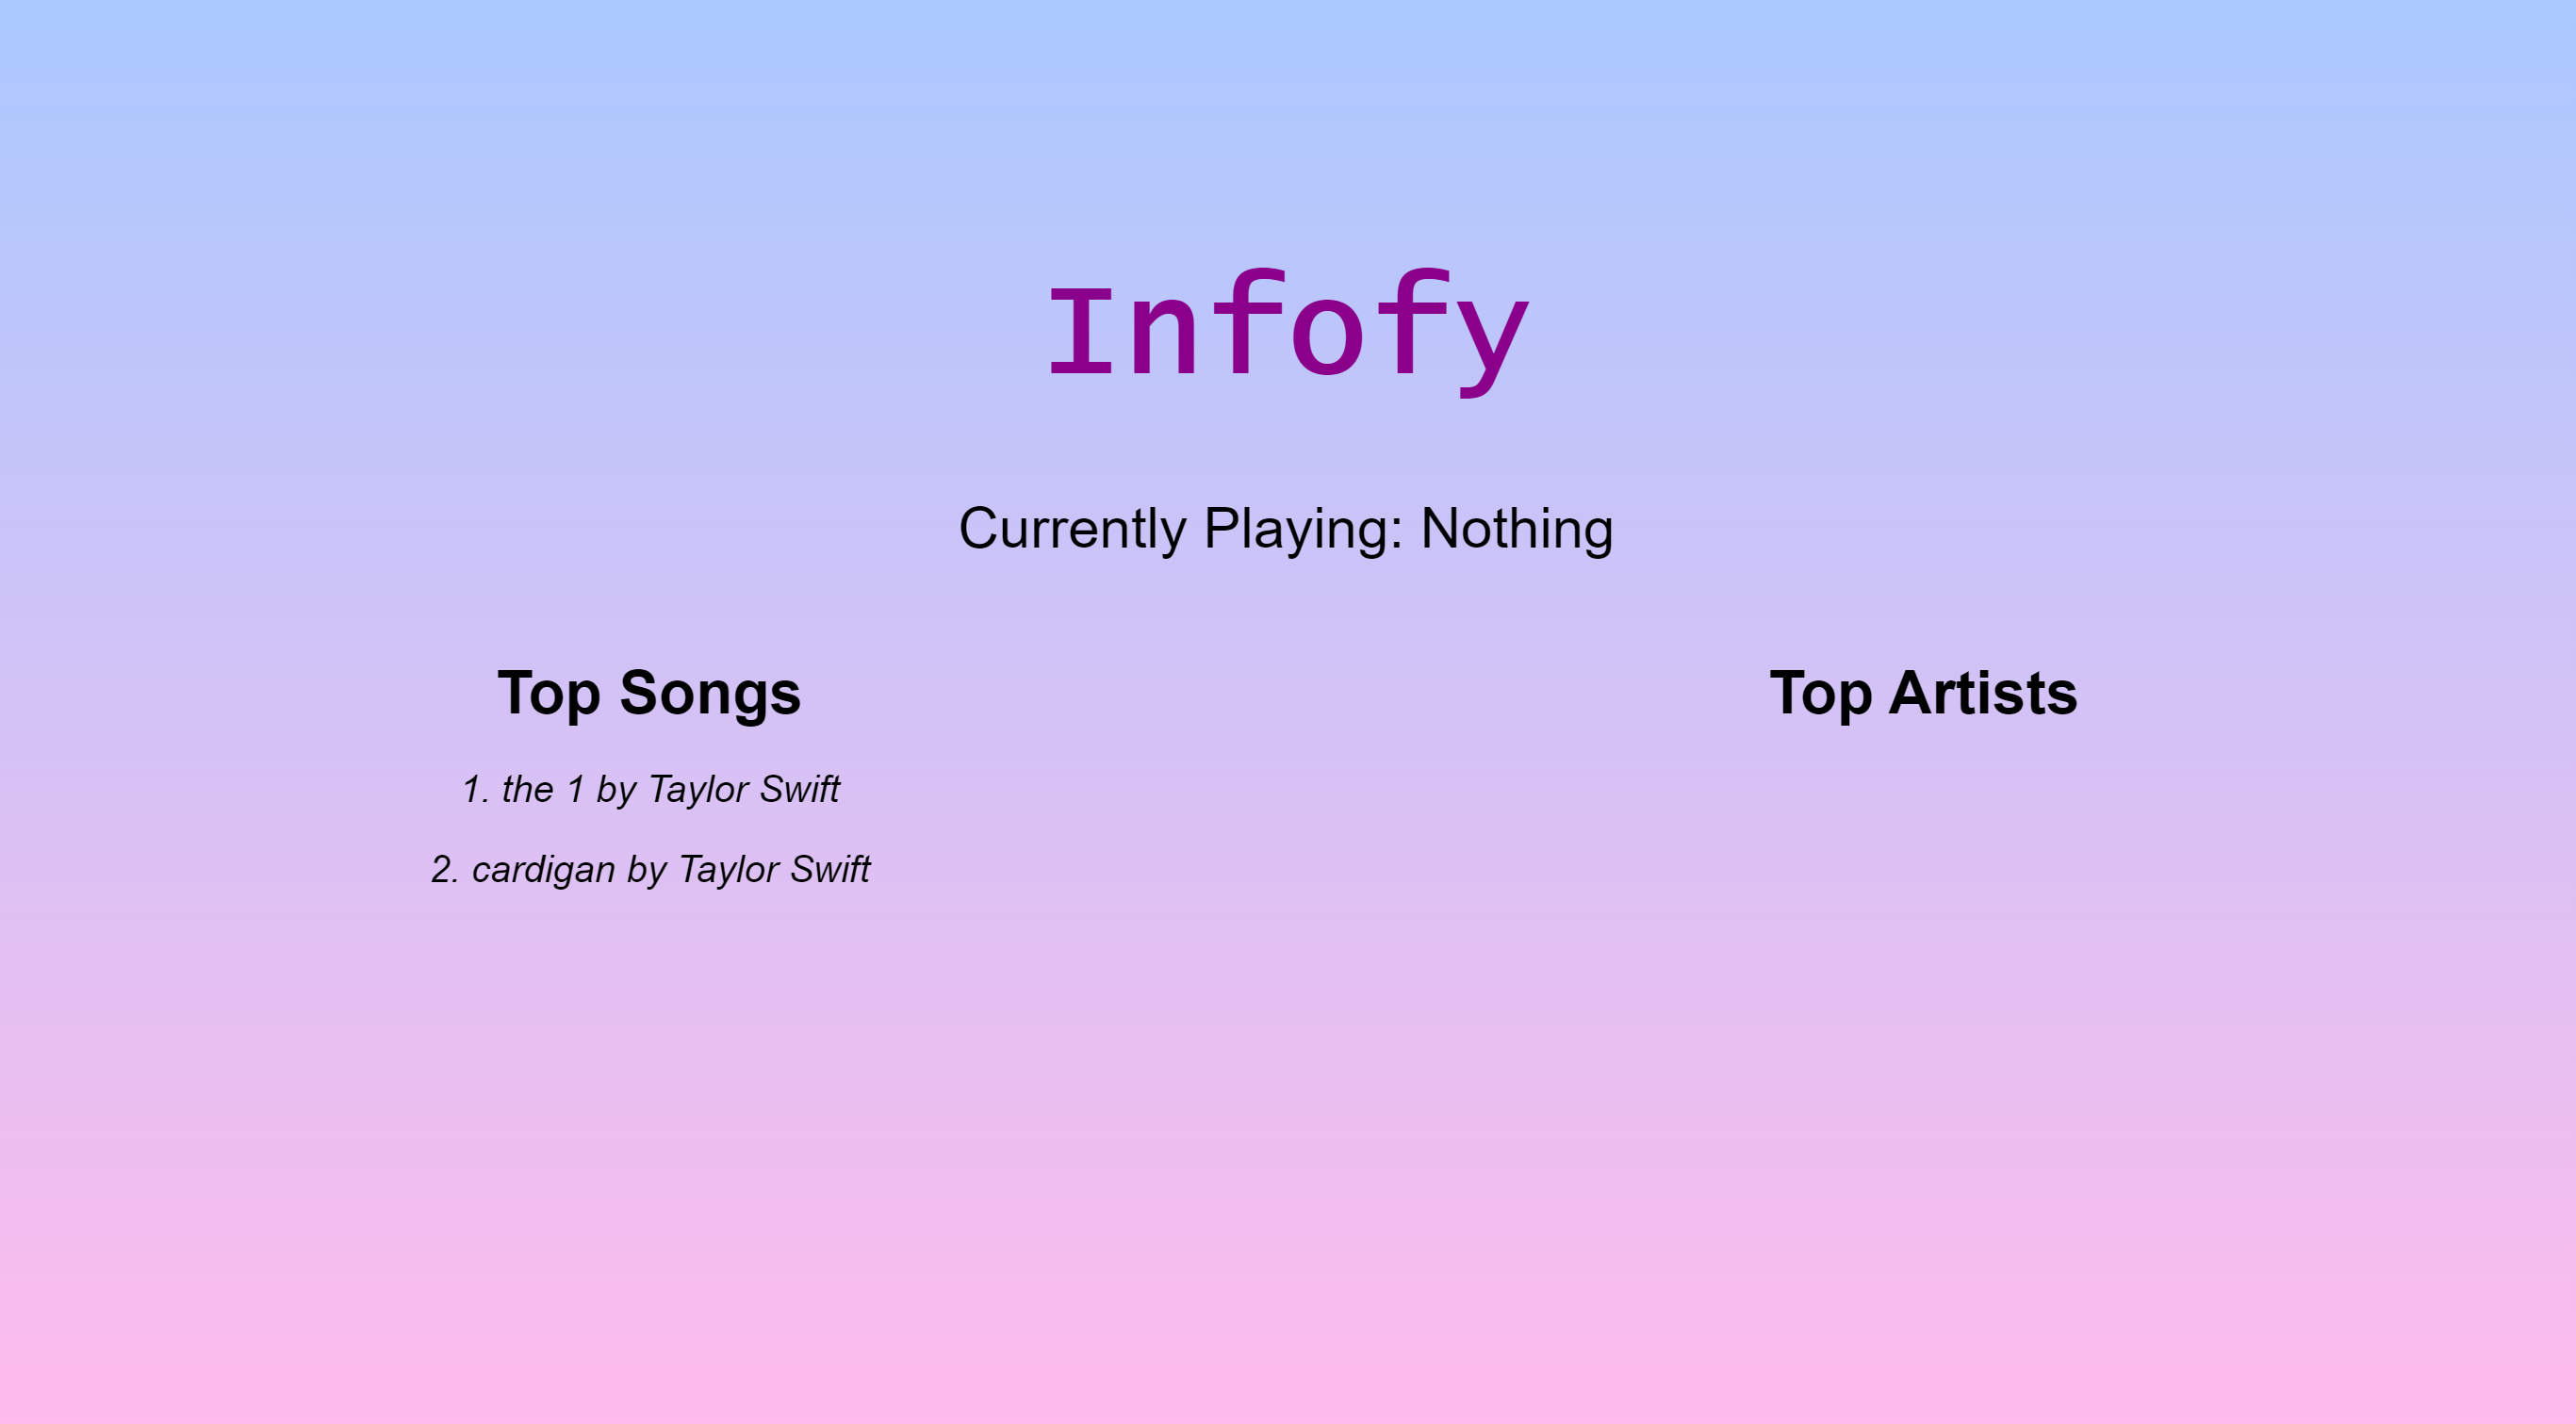 Infofy
Currently Playing: Nothing
Top Songs
1. the 1 by Taylor Swift
2. cardigan by Taylor Swift
Top Artists